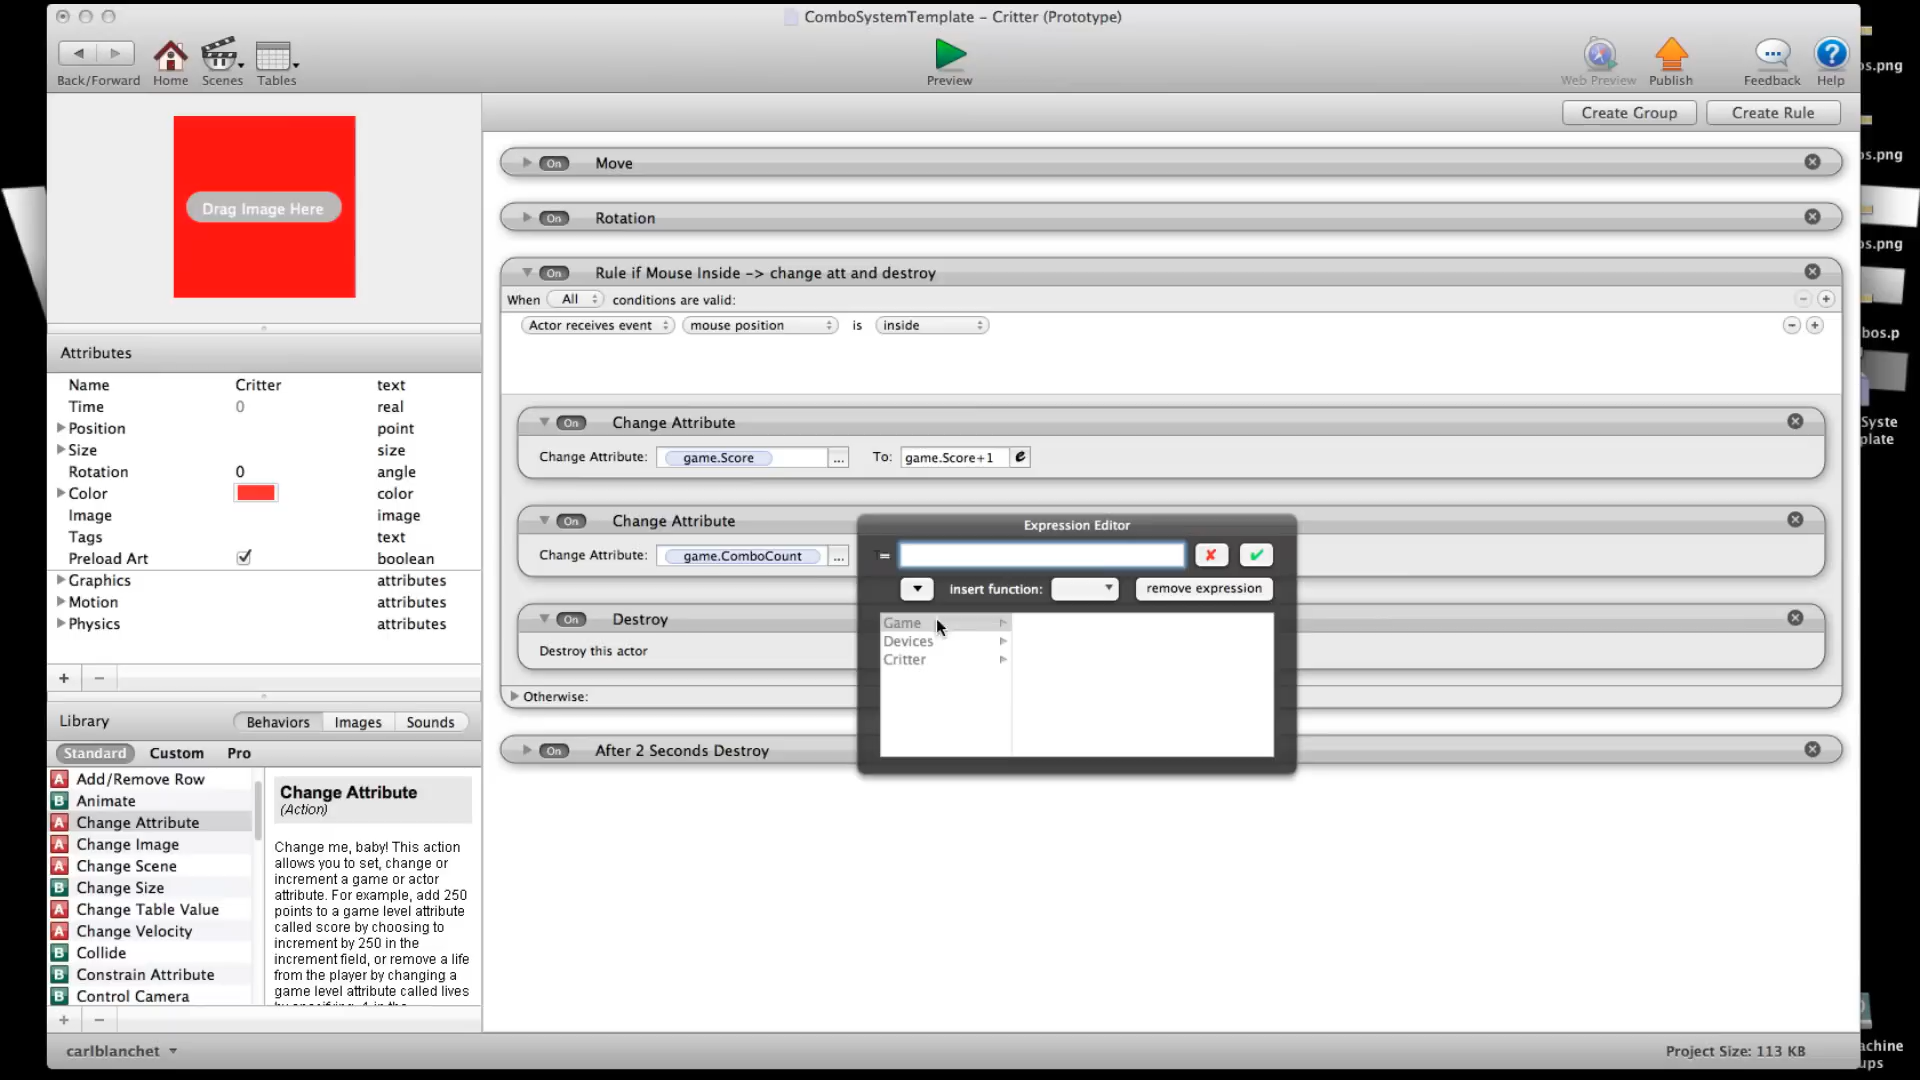 ComboSystemTemplate – Critter (Prototype)
Back/Forward
Home
Scenes
Tables
Preview
Web Preview
Publish
Feedback
Help
Create Group
Create Rule
Drag Image Here
Attributes
Name Critter text
Time 0 real
Position point
Size size
Rotation 0 angle
Color color
Image image
Tags text
Preload Art boolean
Graphics attributes
Motion attributes
Physics attributes
Library
Behaviors
Images
Sounds
Standard
Custom
Pro
A Add/Remove Row
B Animate
A Change Attribute
A Change Image
A Change Scene
B Change Size
A Change Table Value
A Change Velocity
B Collide
B Constrain Attribute
B Control Camera
Change Attribute
(Action)
Change me, baby! This action
allows you to set, change or
increment a game or actor
attribute. For example, add 250
points to a game level attribute
called score by choosing to
increment by 250 in the
increment field, or remove a life
from the player by changing a
game level attribute called lives
carlblanchet
Project Size: 113 KB
On Move
On Rotation
On Rule if Mouse Inside -> change att and destroy
When All conditions are valid:
Actor receives event mouse position is inside
On Change Attribute
Change Attribute: game.Score ... To: game.Score+1 e
On Change Attribute
Change Attribute: game.ComboCount ...
On Destroy
Destroy this actor
Otherwise:
On After 2 Seconds Destroy
Expression Editor
=
insert function:
remove expression
Game
Devices
Critter
os.png
os.png
os.png
bos.p
Syste
plate
achine
ups